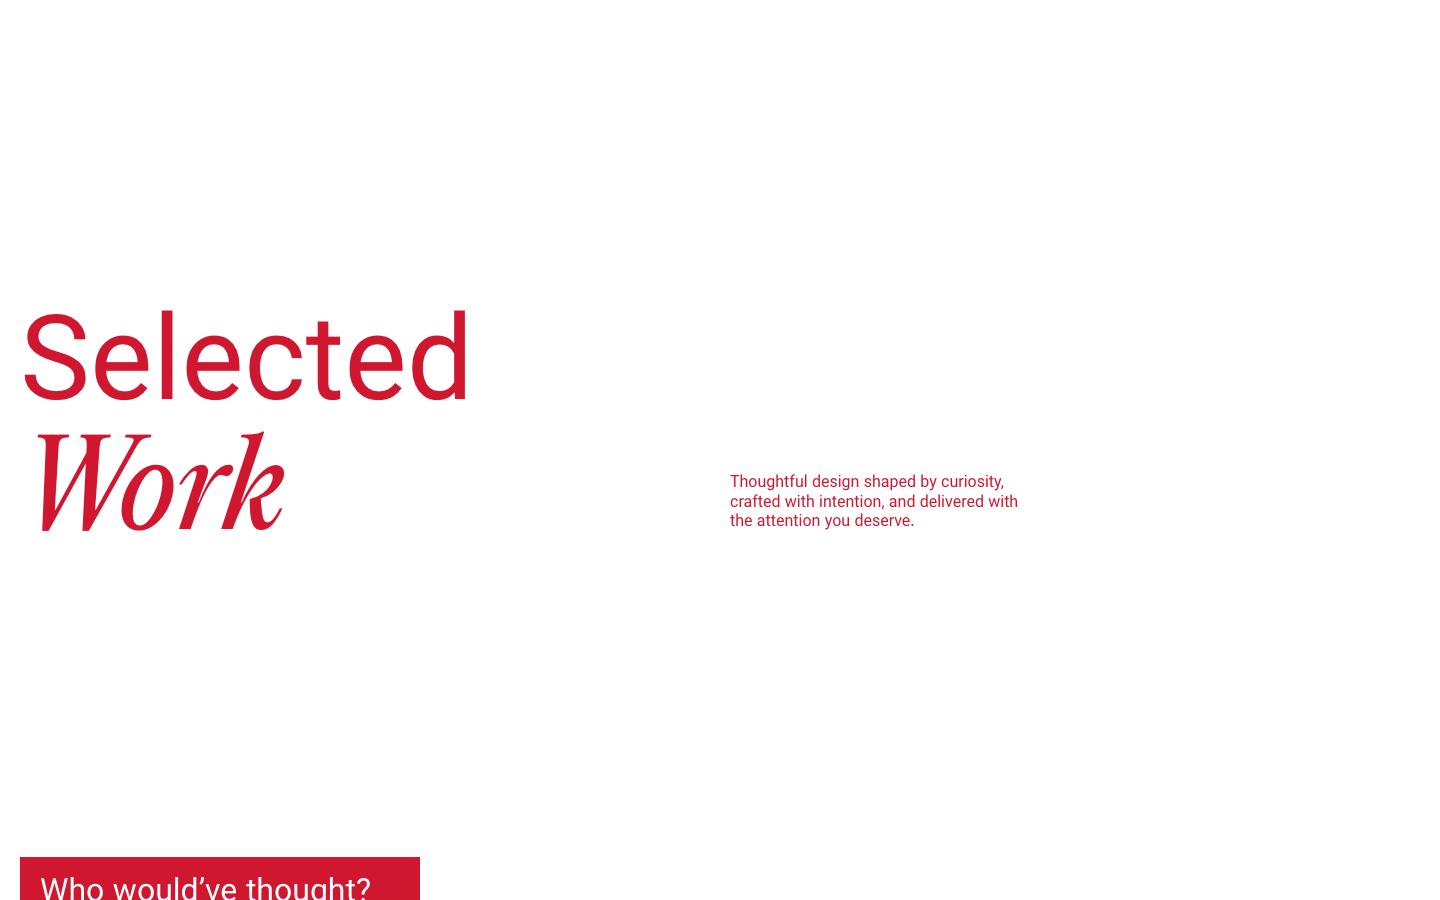 Selected
Work
Thoughtful design shaped by curiosity,
crafted with intention, and delivered with
the attention you deserve.
Who would’ve thought?